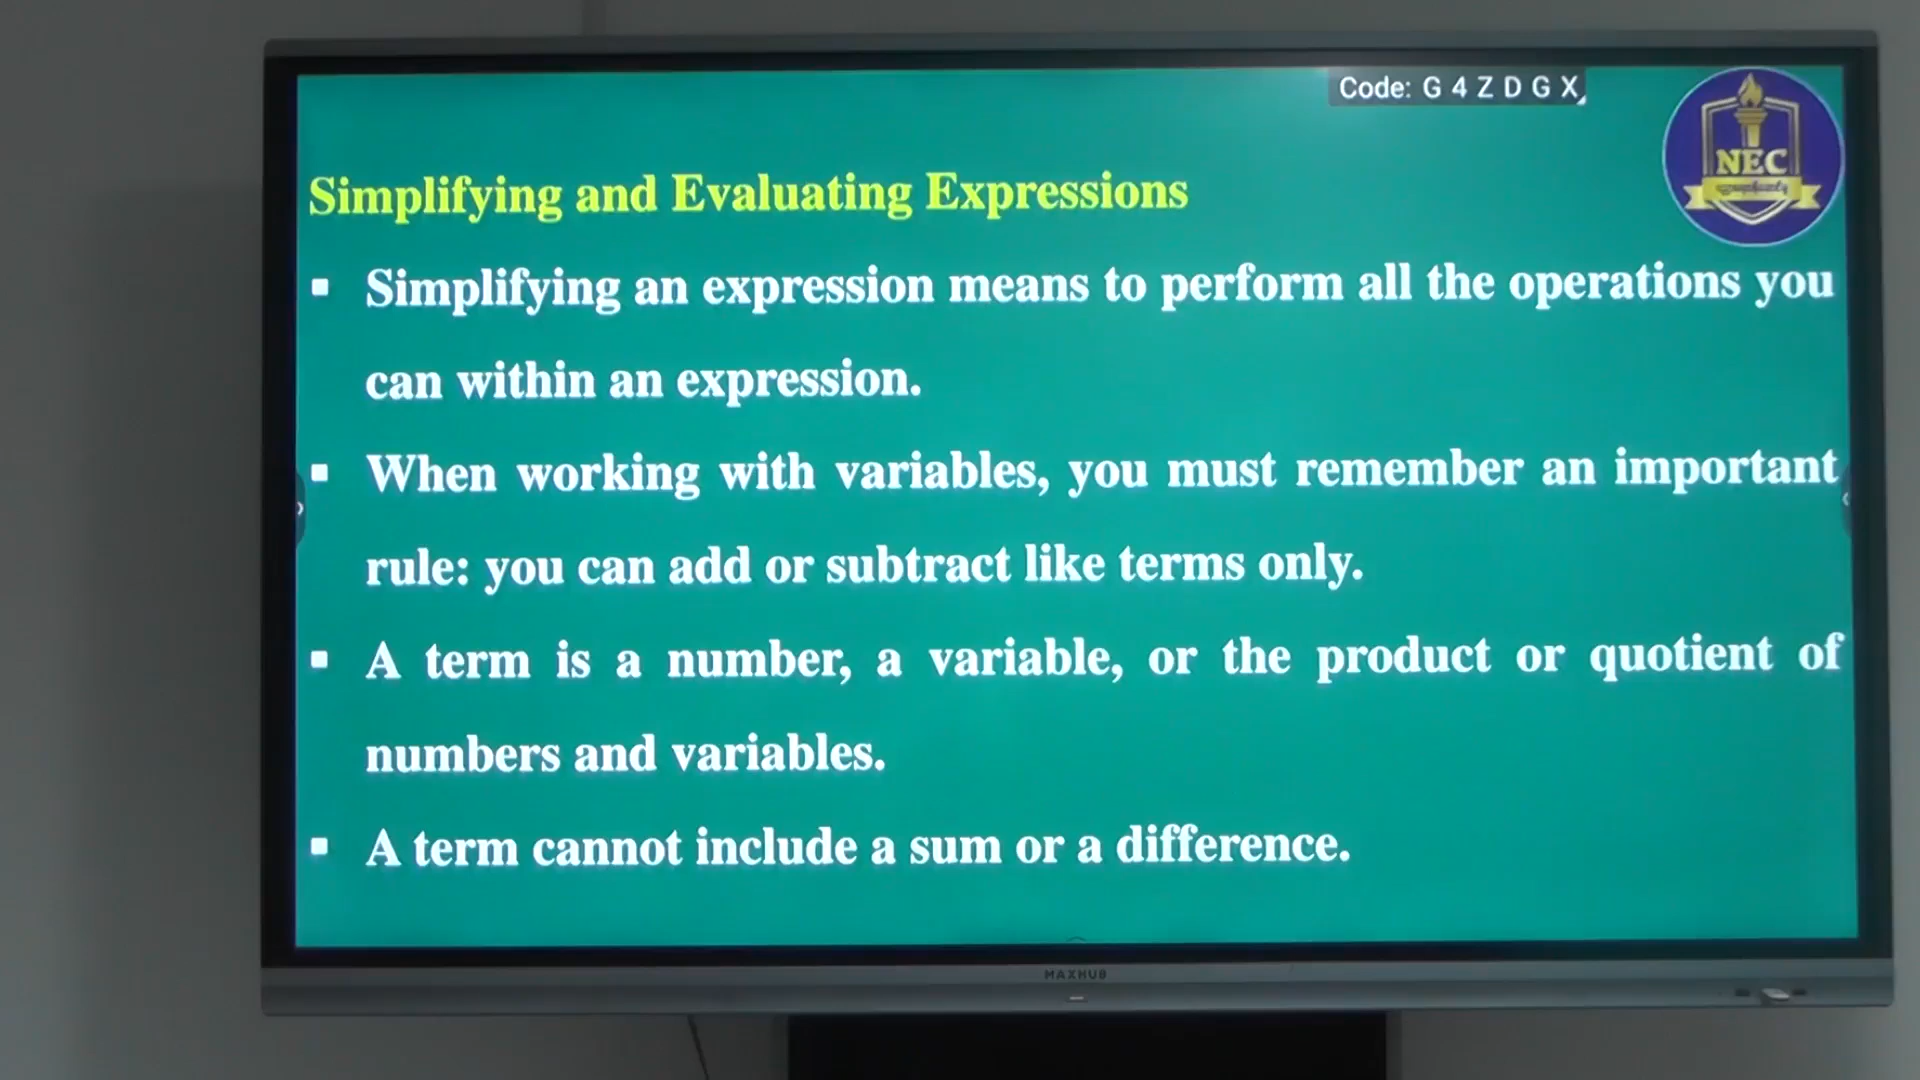 Code: G 4 Z D G X
NEC
Simplifying and Evaluating Expressions
▪ Simplifying an expression means to perform all the operations you
can within an expression.
▪ When working with variables, you must remember an important
rule: you can add or subtract like terms only.
▪ A term is a number, a variable, or the product or quotient of
numbers and variables.
▪ A term cannot include a sum or a difference.
MAXHUB